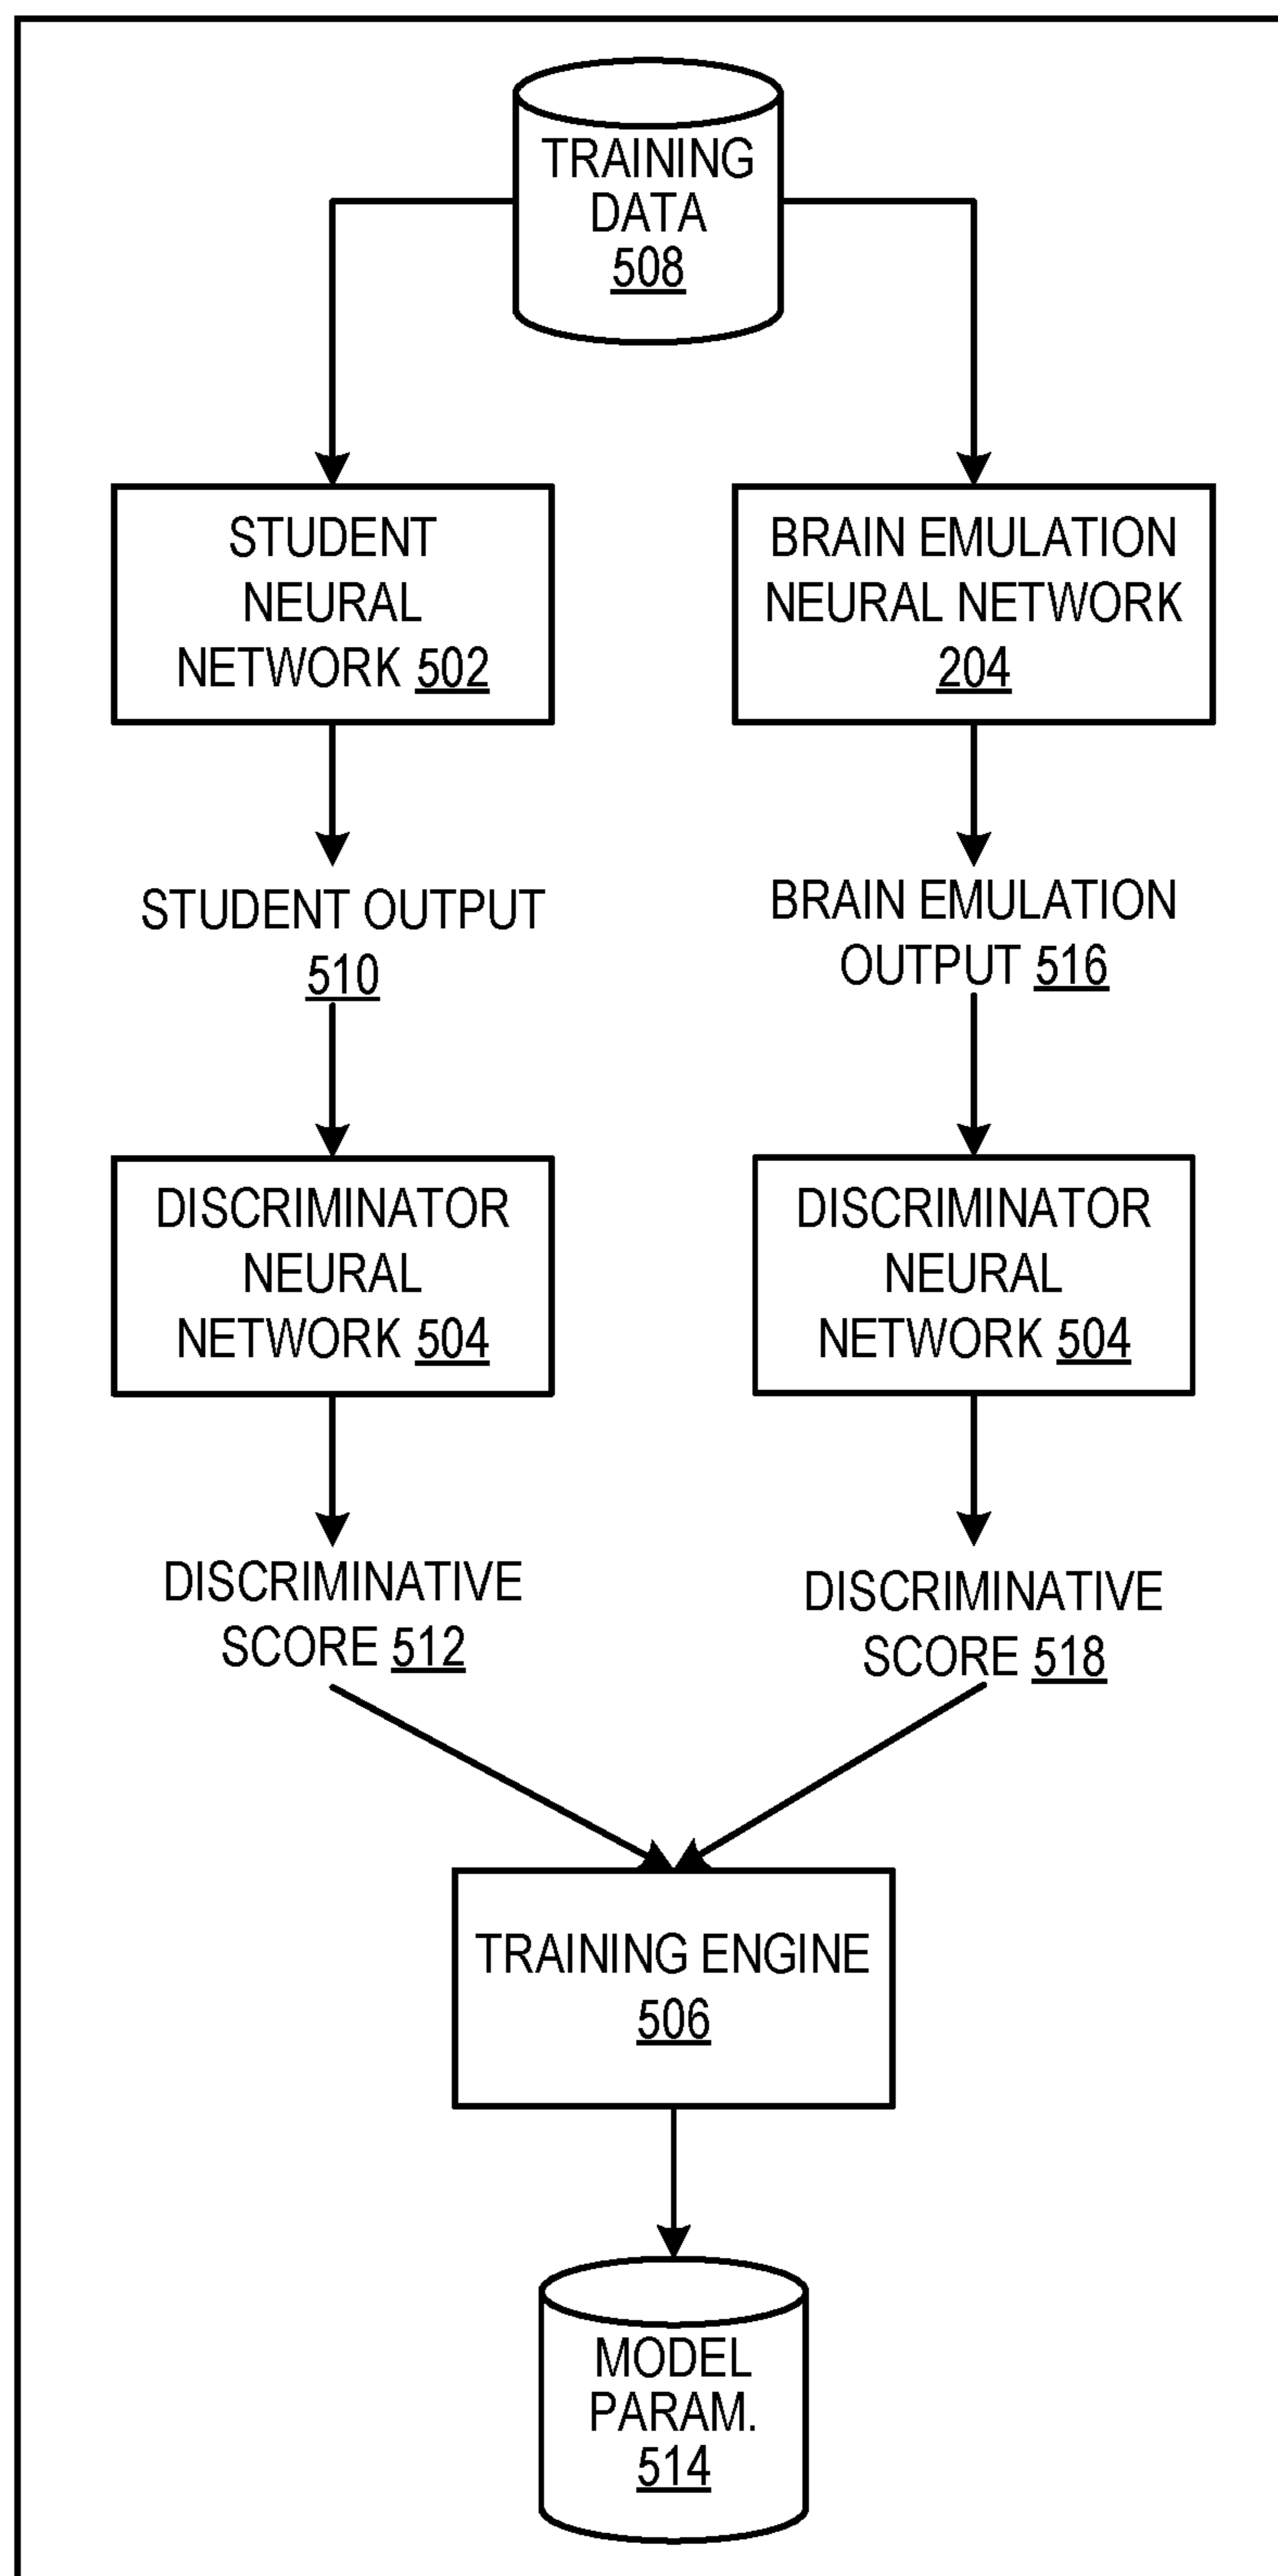 TRAINING
DATA
508
STUDENT
NEURAL
NETWORK 502
BRAIN EMULATION
NEURAL NETWORK
204
STUDENT OUTPUT
510
BRAIN EMULATION
OUTPUT 516
DISCRIMINATOR
NEURAL
NETWORK 504
DISCRIMINATOR
NEURAL
NETWORK 504
DISCRIMINATIVE
SCORE 512
DISCRIMINATIVE
SCORE 518
TRAINING ENGINE
506
MODEL
PARAM.
514